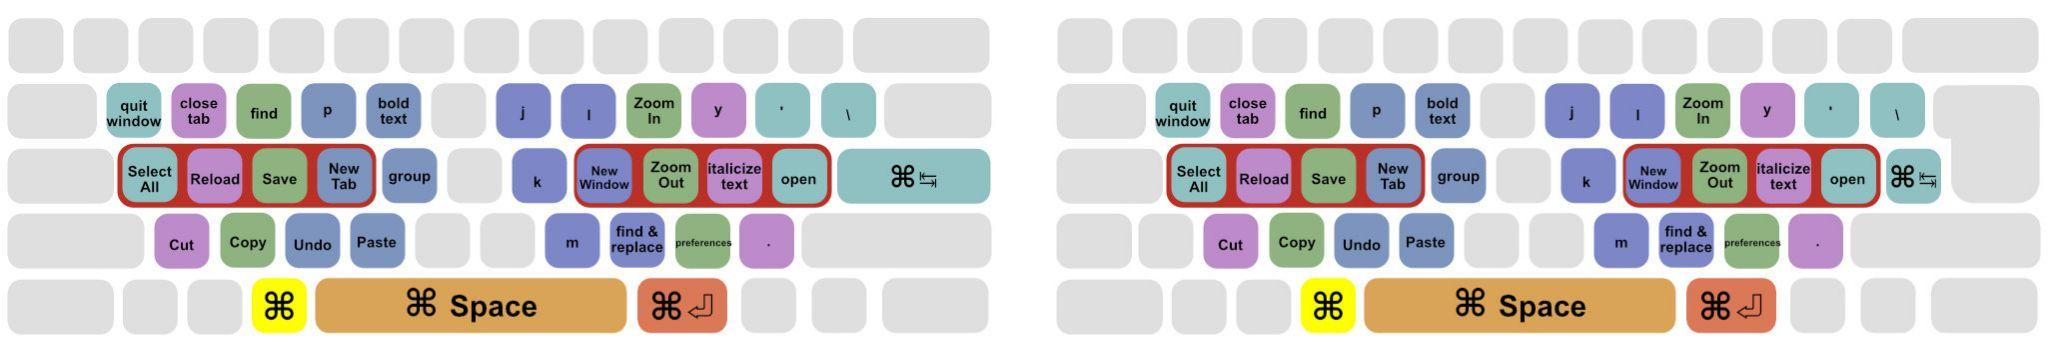 quit window close tab find p bold text j l Zoom In y ' \
Select All Reload Save New Tab group k New Window Zoom Out italicize text open ⌘ ↹
Cut Copy Undo Paste m find & replace preferences .
⌘ ⌘ Space ⌘ ⏎
quit window close tab find p bold text j l Zoom In y ' \
Select All Reload Save New Tab group k New Window Zoom Out italicize text open ⌘ ↹
Cut Copy Undo Paste m find & replace preferences .
⌘ ⌘ Space ⌘ ⏎